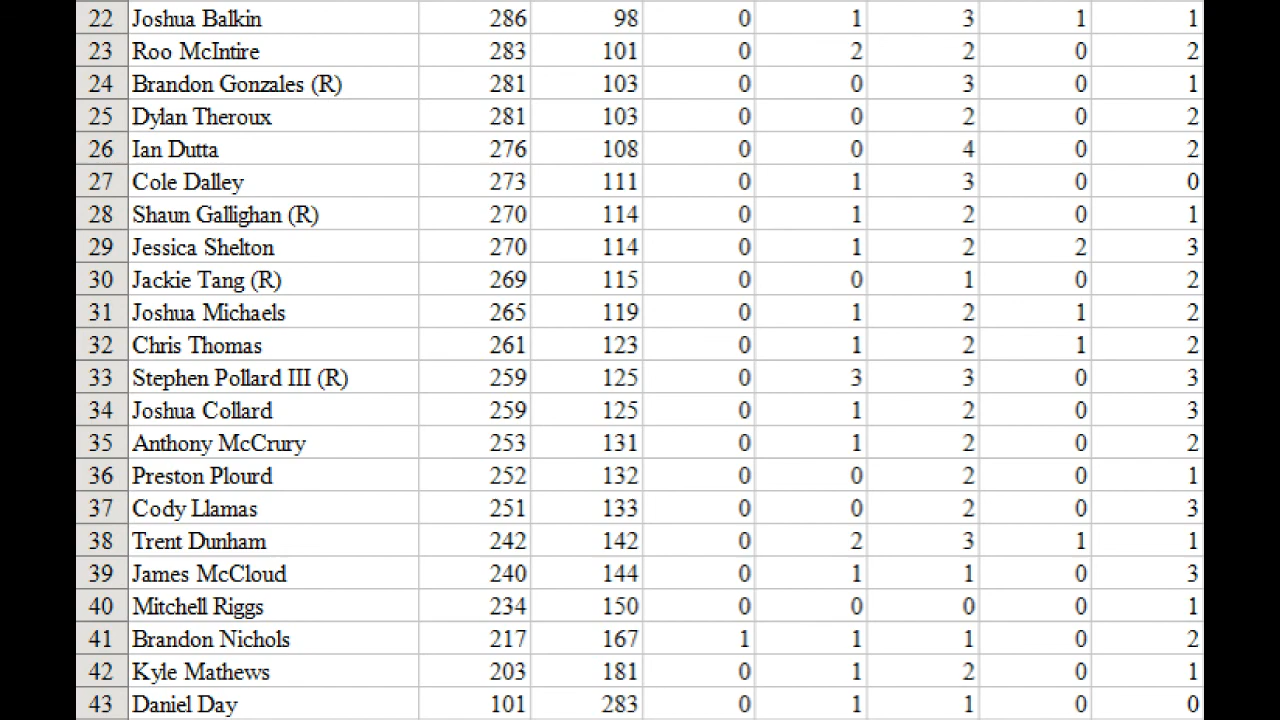 22 Joshua Balkin 286 98 0 1 3 1 1
23 Roo McIntire 283 101 0 2 2 0 2
24 Brandon Gonzales (R) 281 103 0 0 3 0 1
25 Dylan Theroux 281 103 0 0 2 0 2
26 Ian Dutta 276 108 0 0 4 0 2
27 Cole Dalley 273 111 0 1 3 0 0
28 Shaun Gallighan (R) 270 114 0 1 2 0 1
29 Jessica Shelton 270 114 0 1 2 2 3
30 Jackie Tang (R) 269 115 0 0 1 0 2
31 Joshua Michaels 265 119 0 1 2 1 2
32 Chris Thomas 261 123 0 1 2 1 2
33 Stephen Pollard III (R) 259 125 0 3 3 0 3
34 Joshua Collard 259 125 0 1 2 0 3
35 Anthony McCrury 253 131 0 1 2 0 2
36 Preston Plourd 252 132 0 0 2 0 1
37 Cody Llamas 251 133 0 0 2 0 3
38 Trent Dunham 242 142 0 2 3 1 1
39 James McCloud 240 144 0 1 1 0 3
40 Mitchell Riggs 234 150 0 0 0 0 1
41 Brandon Nichols 217 167 1 1 1 0 2
42 Kyle Mathews 203 181 0 1 2 0 1
43 Daniel Day 101 283 0 1 1 0 0